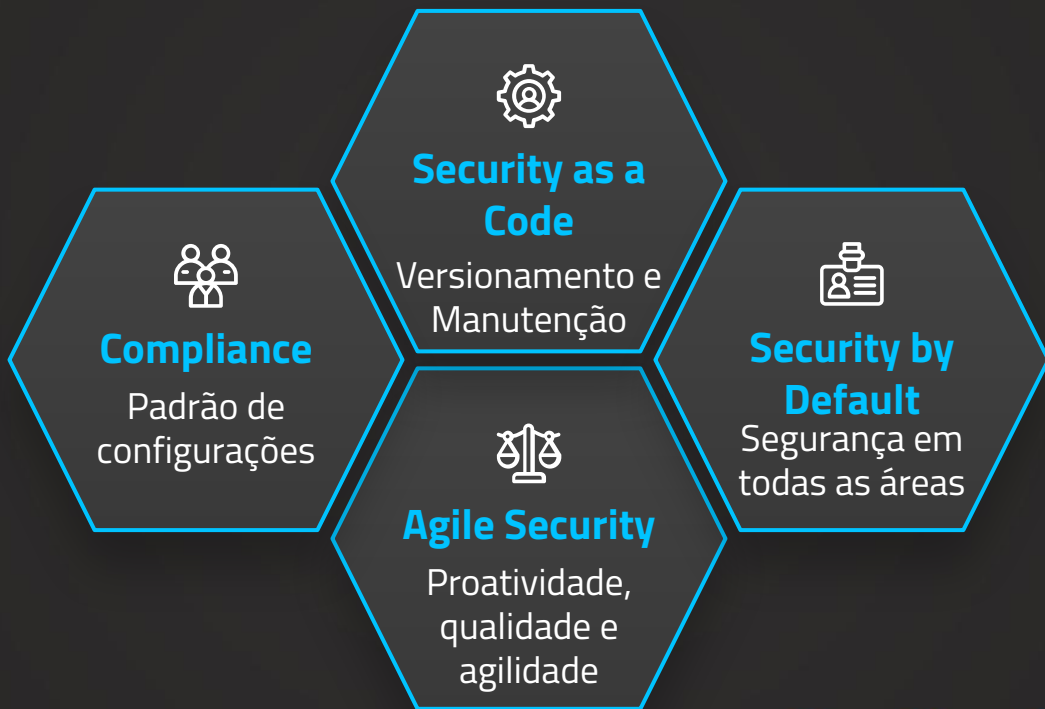 Security as a
Code
Versionamento e
Manutenção
Compliance
Padrão de
configurações
Security by
Default
Segurança em
todas as áreas
Agile Security
Proatividade,
qualidade e
agilidade